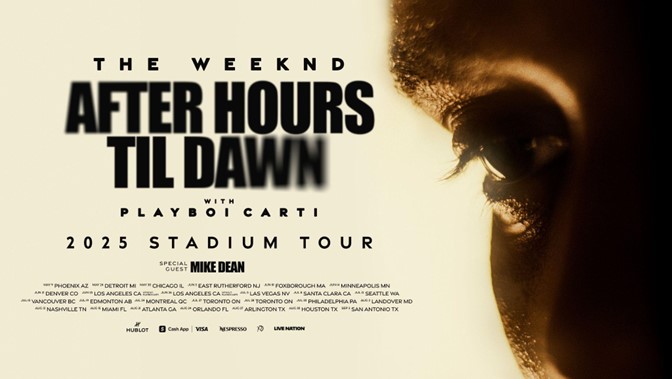 THE WEEKND
AFTER HOURS
TIL DAWN
WITH
PLAYBOI CARTI
2025 STADIUM TOUR
SPECIAL GUEST MIKE DEAN
PHOENIX AZ DETROIT MI CHICAGO IL EAST RUTHERFORD NJ FOXBOROUGH MA MINNEAPOLIS MN
DENVER CO LOS ANGELES CA LOS ANGELES CA LAS VEGAS NV SANTA CLARA CA SEATTLE WA
VANCOUVER BC EDMONTON AB MONTREAL QC TORONTO ON TORONTO ON PHILADELPHIA PA LANDOVER MD
NASHVILLE TN MIAMI FL ATLANTA GA ORLANDO FL ARLINGTON TX HOUSTON TX SAN ANTONIO TX
HUBLOT Cash App VISA NESPRESSO LIVE NATION